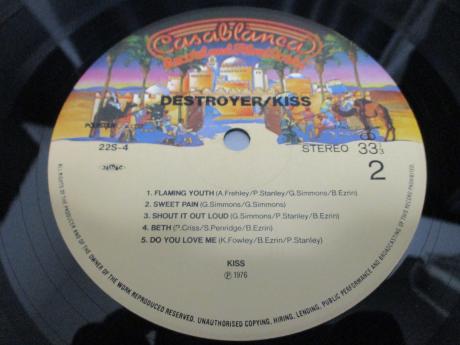 Casablanca
Record and FilmWorks
DESTROYER/KISS
22S-4
STEREO 33 1/3
2
1. FLAMING YOUTH (A.Frehley/P.Stanley/G.Simmons/B.Ezrin)
2. SWEET PAIN (G.Simmons/G.Simmons)
3. SHOUT IT OUT LOUD (G.Simmons/P.Stanley/B.Ezrin)
4. BETH (P.Criss/S.Penridge/B.Ezrin)
5. DO YOU LOVE ME (K.Fowley/B.Ezrin/P.Stanley)
KISS
Ⓟ 1976
ALL RIGHTS OF THE PRODUCER AND OF THE OWNER OF THE WORK REPRODUCED RESERVED. UNAUTHORISED COPYING, HIRING, LENDING, PUBLIC PERFORMANCE AND BROADCASTING OF THIS RECORD PROHIBITED.